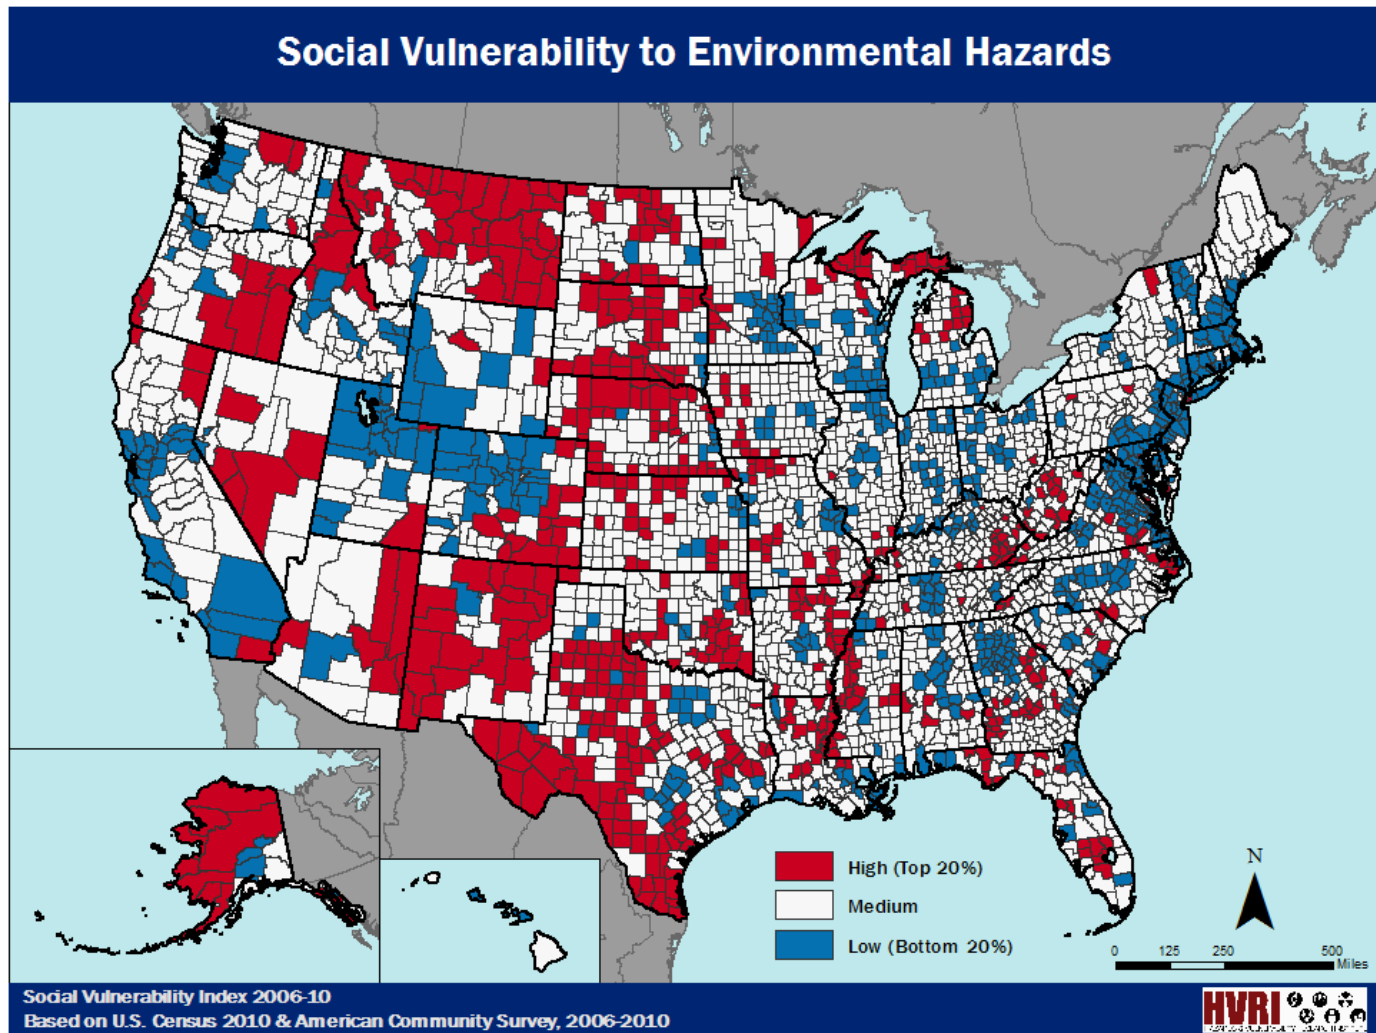 Social Vulnerability to Environmental Hazards
High (Top 20%)
Medium
Low (Bottom 20%)
N
0 125 250 500
Miles
Social Vulnerability Index 2006-10
Based on U.S. Census 2010 & American Community Survey, 2006-2010
HVRI